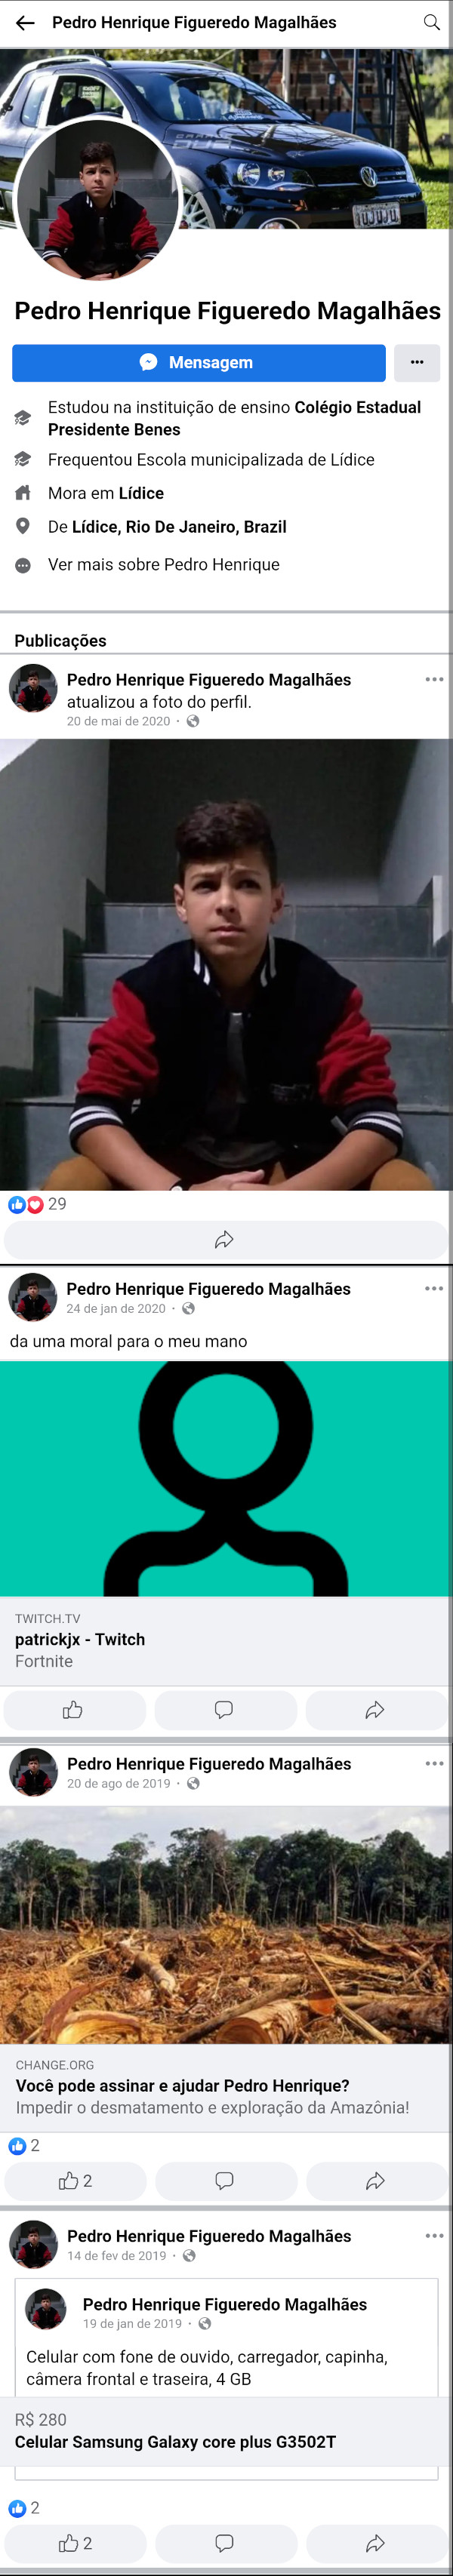 Pedro Henrique Figueredo Magalhães
Pedro Henrique Figueredo Magalhães
Mensagem
Estudou na instituição de ensino Colégio Estadual
Presidente Benes
Frequentou Escola municipalizada de Lídice
Mora em Lídice
De Lídice, Rio De Janeiro, Brazil
Ver mais sobre Pedro Henrique
Publicações
Pedro Henrique Figueredo Magalhães
atualizou a foto do perfil.
20 de mai de 2020 ·
29
Pedro Henrique Figueredo Magalhães
24 de jan de 2020 ·
da uma moral para o meu mano
TWITCH.TV
patrickjx - Twitch
Fortnite
Pedro Henrique Figueredo Magalhães
20 de ago de 2019 ·
CHANGE.ORG
Você pode assinar e ajudar Pedro Henrique?
Impedir o desmatamento e exploração da Amazônia!
2
2
Pedro Henrique Figueredo Magalhães
14 de fev de 2019 ·
Pedro Henrique Figueredo Magalhães
19 de jan de 2019 ·
Celular com fone de ouvido, carregador, capinha,
câmera frontal e traseira, 4 GB
R$ 280
Celular Samsung Galaxy core plus G3502T
2
2